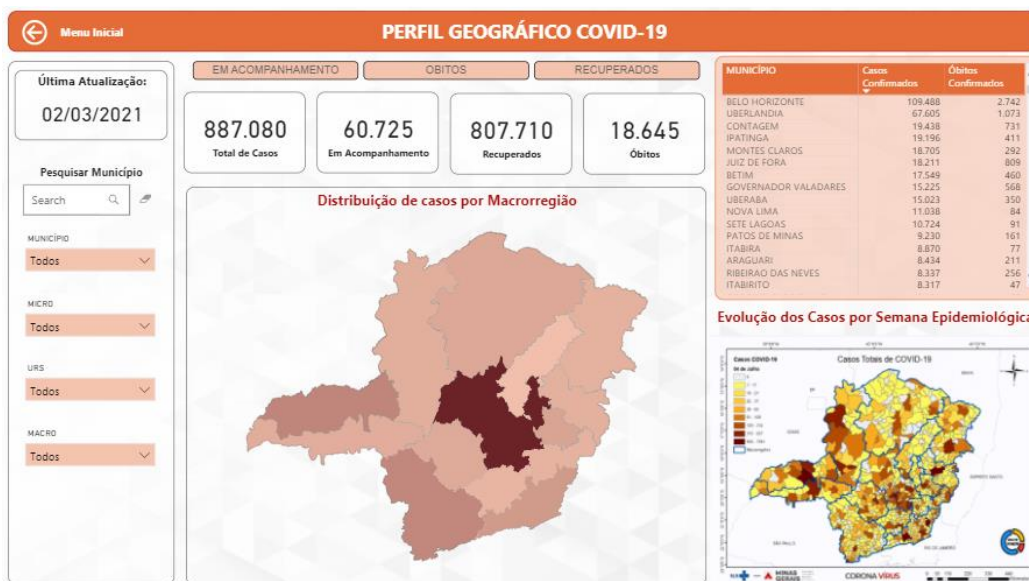 Menu Inicial
PERFIL GEOGRÁFICO COVID-19
Última Atualização:
02/03/2021
Pesquisar Município
Search
MUNICÍPIO
Todos
MICRO
Todos
URS
Todos
MACRO
Todos
EM ACOMPANHAMENTO
OBITOS
RECUPERADOS
887.080
Total de Casos
60.725
Em Acompanhamento
807.710
Recuperados
18.645
Óbitos
Distribuição de casos por Macrorregião
MUNICÍPIO Casos Confirmados Óbitos Confirmados
BELO HORIZONTE 109.488 2.742
UBERLANDIA 67.605 1.073
CONTAGEM 19.438 731
IPATINGA 19.196 411
MONTES CLAROS 18.705 292
JUIZ DE FORA 18.211 809
BETIM 17.549 460
GOVERNADOR VALADARES 15.225 568
UBERABA 15.023 350
NOVA LIMA 11.038 84
SETE LAGOAS 10.724 91
PATOS DE MINAS 9.230 161
ITABIRA 8.870 77
ARAGUARI 8.434 211
RIBEIRAO DAS NEVES 8.337 256
ITABIRITO 8.317 47
Evolução dos Casos por Semana Epidemiológica
Casos COVID-19
04 de Julho
Casos Totais de COVID-19
MINAS GERAIS
CORONA VÍRUS